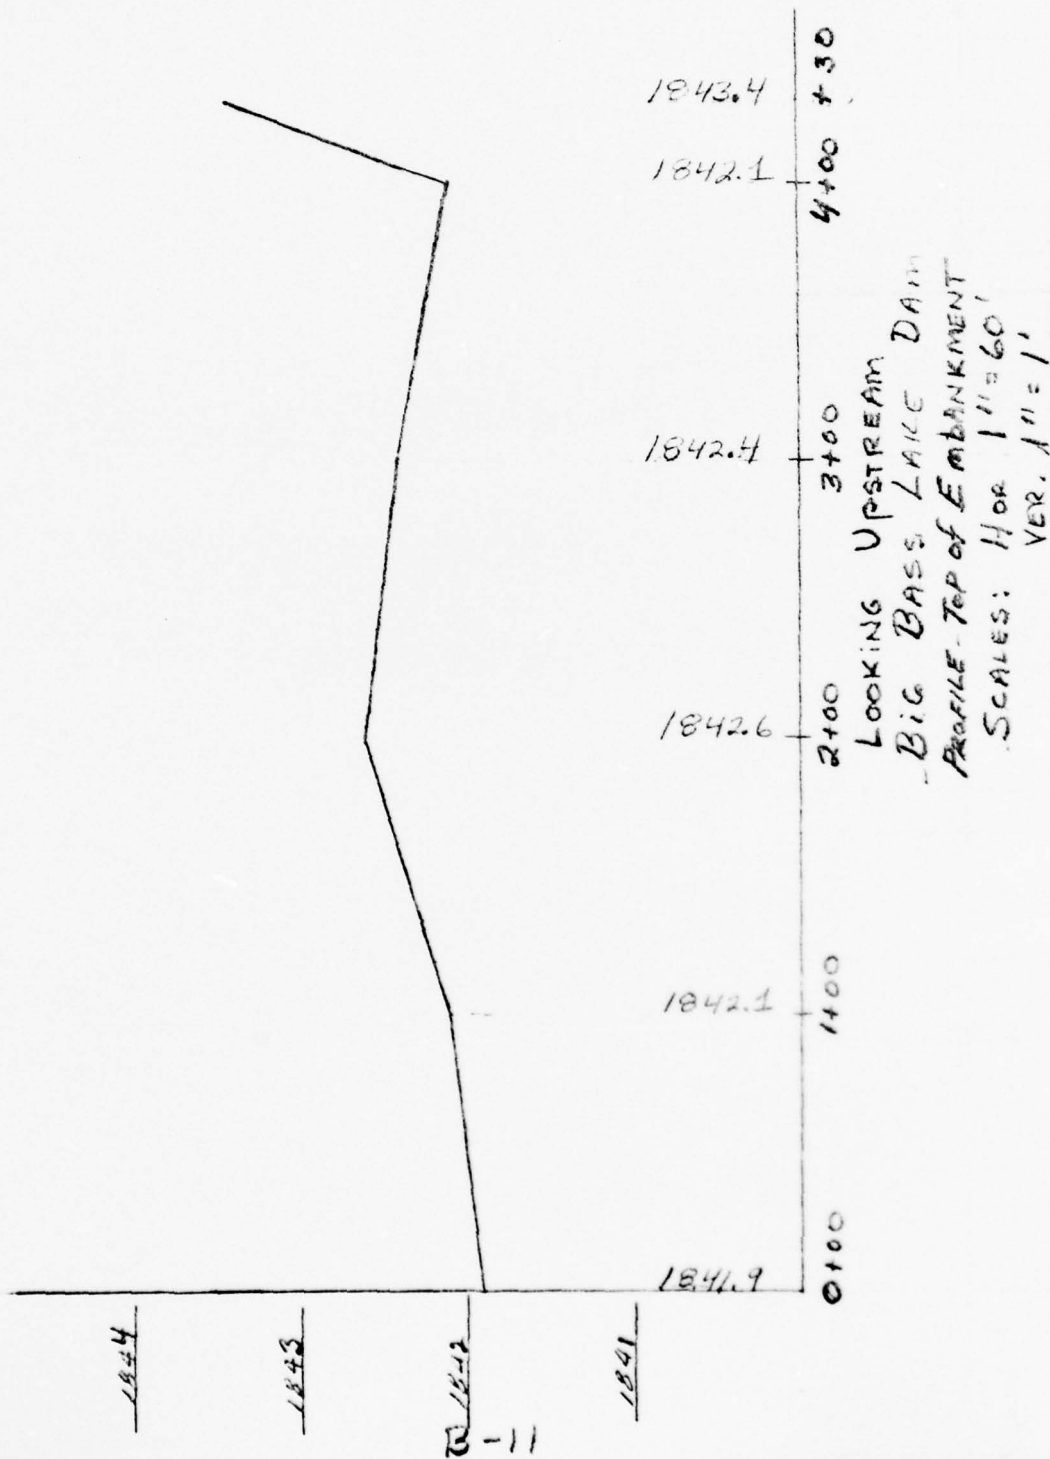 1844
1843
1842
1841
1841.9
1842.1
1842.6
1842.4
1842.1
1843.4
0+00
1+00
2+00
3+00
4+00
+30
LOOKING UPSTREAM
BIG BASS LAKE DAM
PROFILE-TOP OF EMBANKMENT
SCALES: HOR 1"=60'
VER. 1"=1'
B-11